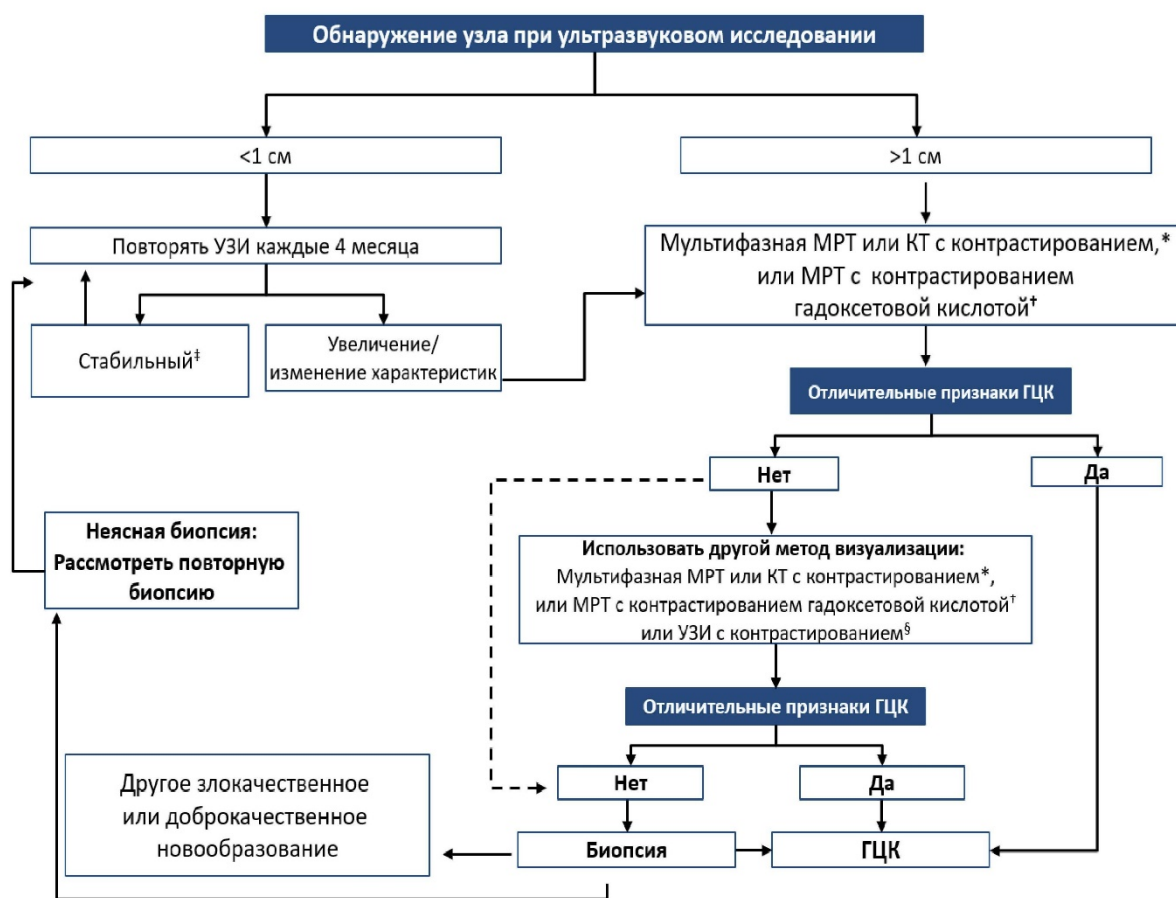 Обнаружение узла при ультразвуковом исследовании
<1 см
>1 см
Повторять УЗИ каждые 4 месяца
Мультифазная МРТ или КТ с контрастированием,*
или МРТ с контрастированием
гадоксетовой кислотой†
Стабильный‡
Увеличение/
изменение характеристик
Отличительные признаки ГЦК
Нет
Да
Неясная биопсия:
Рассмотреть повторную
биопсию
Использовать другой метод визуализации:
Мультифазная МРТ или КТ с контрастированием*,
или МРТ с контрастированием гадоксетовой кислотой†
или УЗИ с контрастированием§
Отличительные признаки ГЦК
Нет
Да
Другое злокачественное
или доброкачественное
новообразование
Биопсия
ГЦК